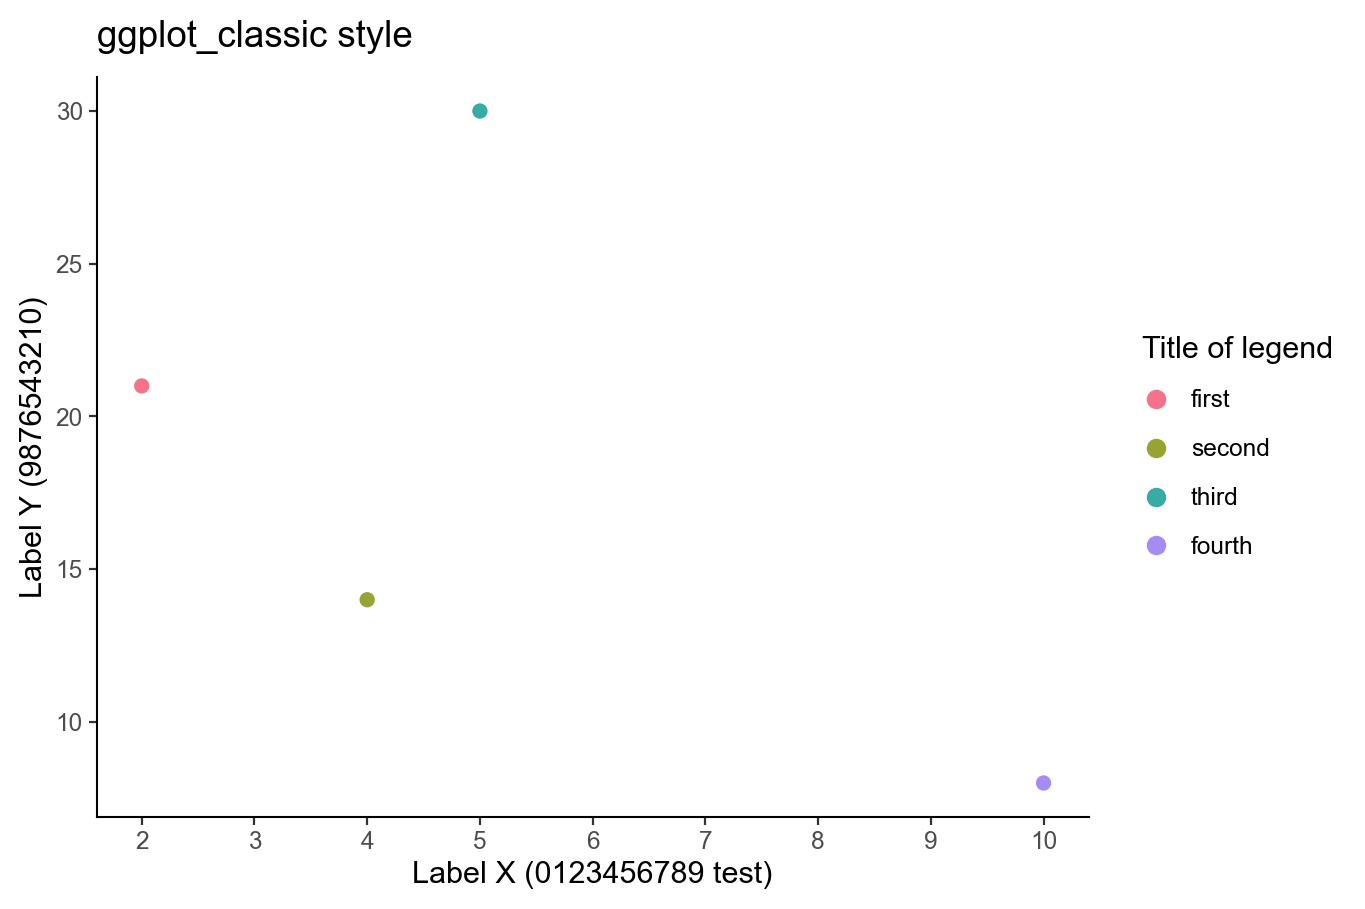 ggplot_classic style
30
25
20
15
10
Label Y (9876543210)
2 3 4 5 6 7 8 9 10
Label X (0123456789 test)
Title of legend
first
second
third
fourth